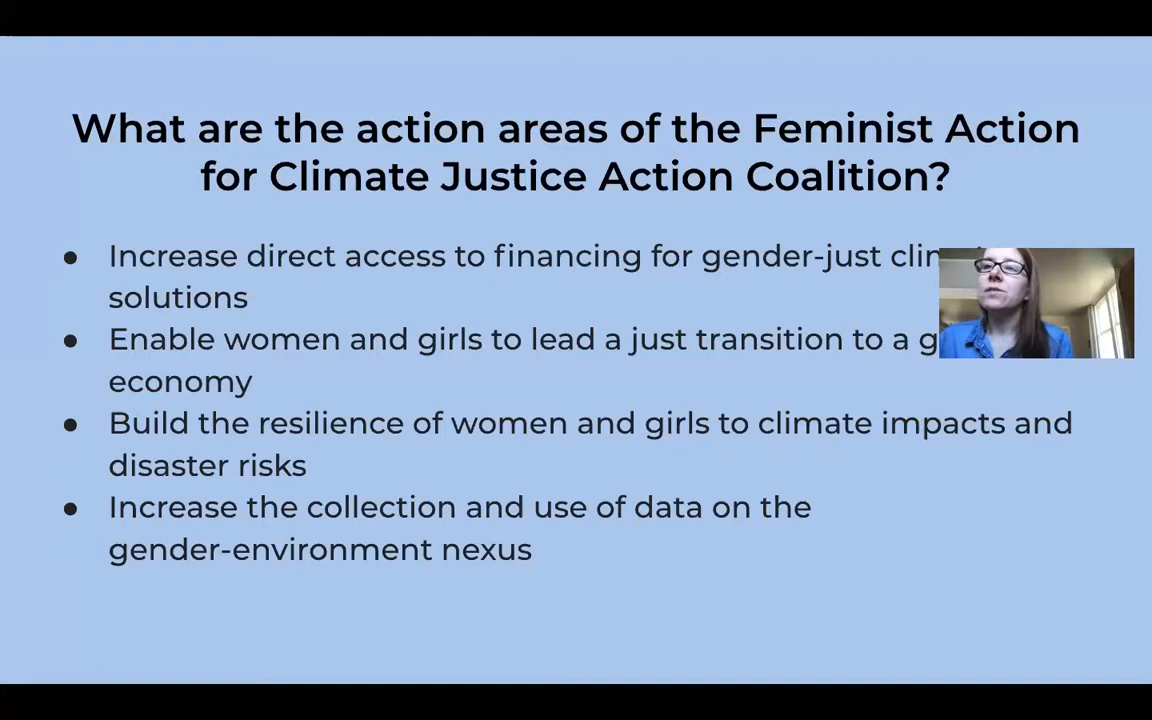 What are the action areas of the Feminist Action
for Climate Justice Action Coalition?
● Increase direct access to financing for gender-just
solutions
● Enable women and girls to lead a just transition to a
economy
● Build the resilience of women and girls to climate impacts and
disaster risks
● Increase the collection and use of data on the
gender-environment nexus